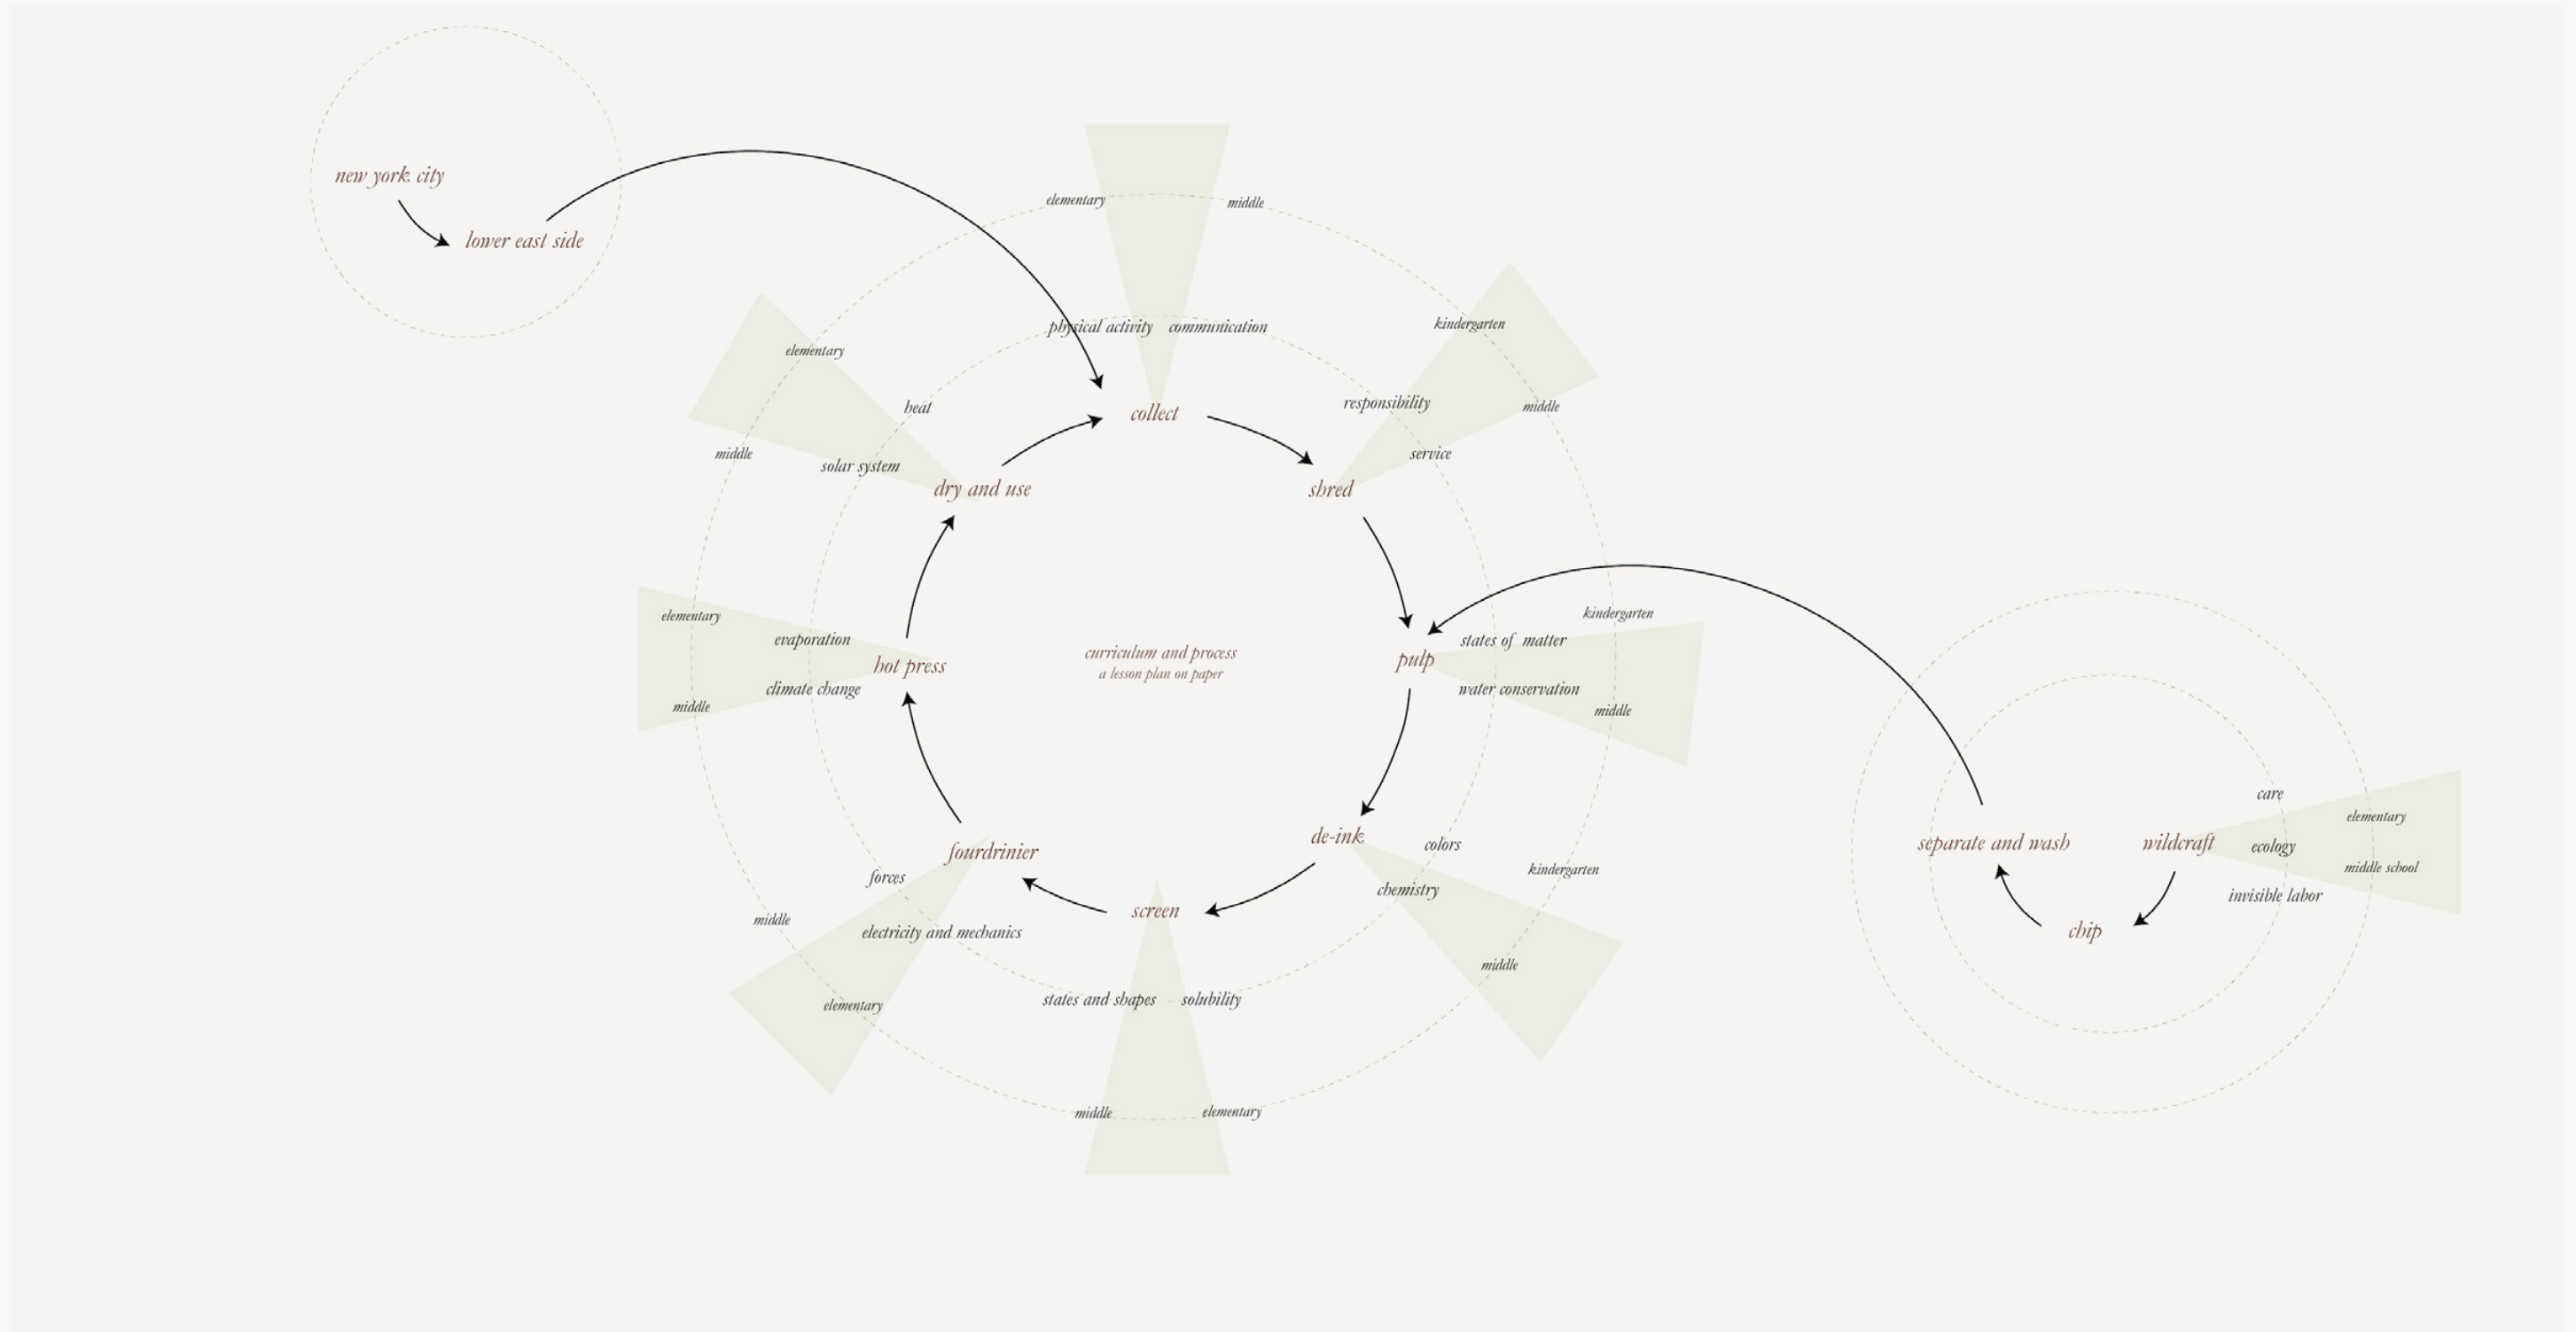 new york city
lower east side
elementary
middle
physical activity
communication
kindergarten
middle
responsibility
service
elementary
middle
heat
solar system
collect
shred
dry and use
elementary
middle
evaporation
climate change
hot press
curriculum and process
a lesson plan on paper
pulp
states of matter
water conservation
kindergarten
middle
de-ink
colors
chemistry
kindergarten
middle
fourdrinier
forces
electricity and mechanics
middle
elementary
screen
states and shapes
solubility
middle
elementary
separate and wash
wildcraft
chip
care
ecology
invisible labor
elementary
middle school